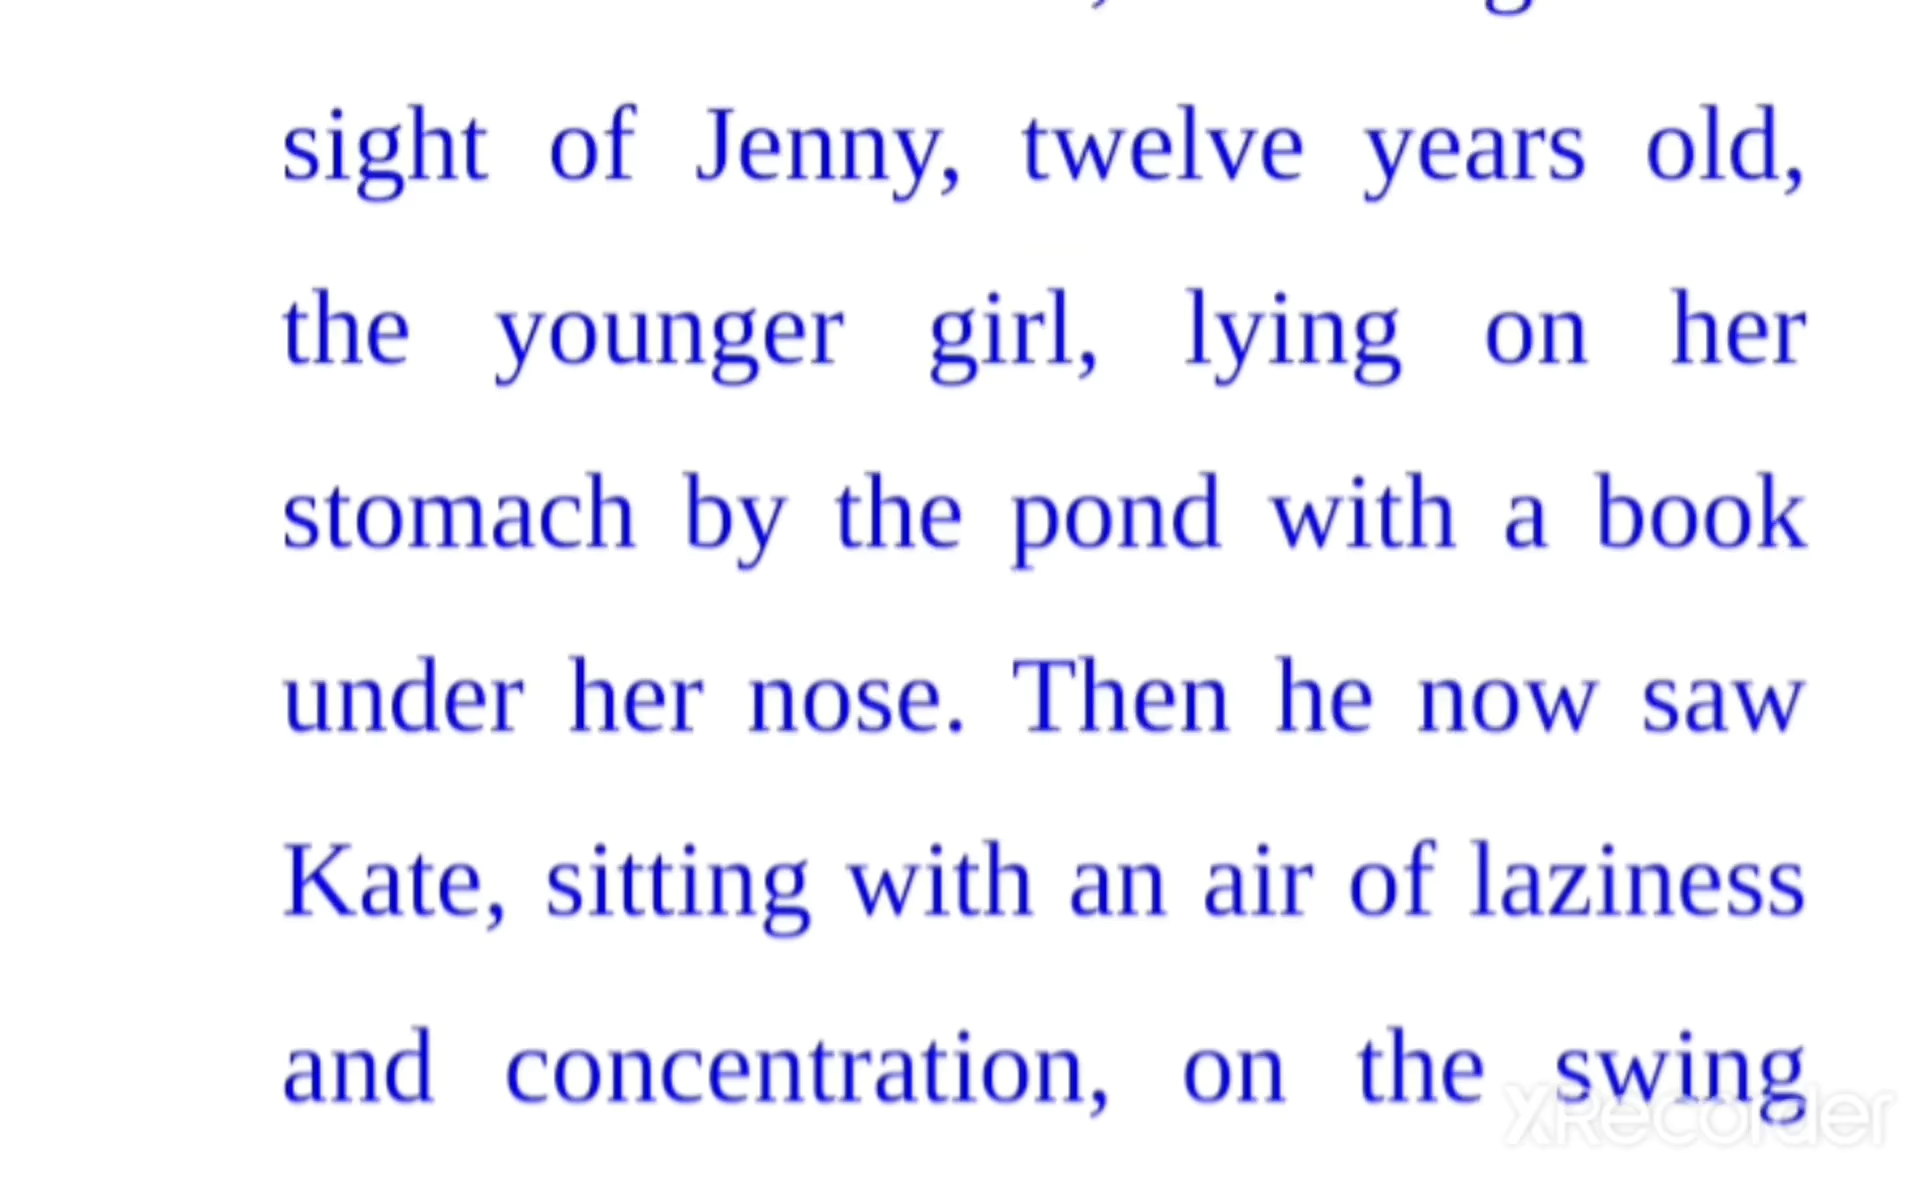 sight of Jenny, twelve years old,
the younger girl, lying on her
stomach by the pond with a book
under her nose. Then he now saw
Kate, sitting with an air of laziness
and concentration, on the swing
XRecorder